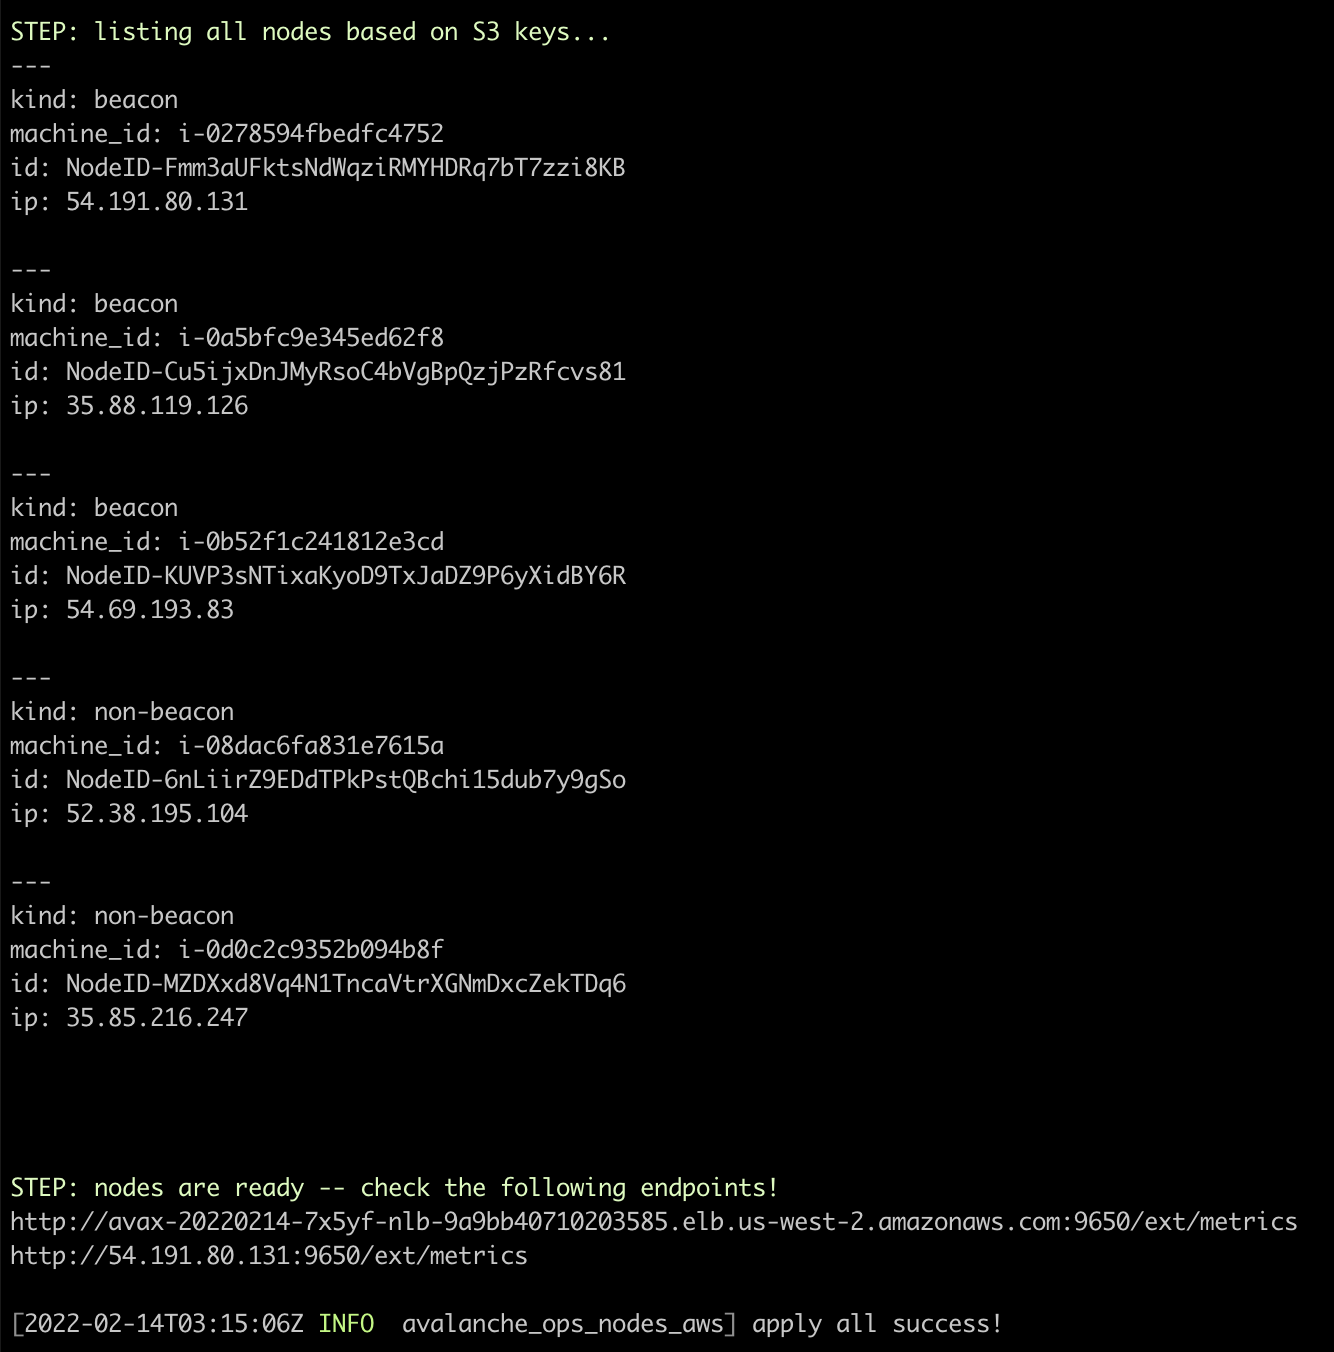 STEP: listing all nodes based on S3 keys...
---
kind: beacon
machine_id: i-0278594fbedfc4752
id: NodeID-Fmm3aUFktsNdWqziRMYHDRq7bT7zzi8KB
ip: 54.191.80.131
---
kind: beacon
machine_id: i-0a5bfc9e345ed62f8
id: NodeID-Cu5ijxDnJMyRsoC4bVgBpQzjPzRfcvs81
ip: 35.88.119.126
---
kind: beacon
machine_id: i-0b52f1c241812e3cd
id: NodeID-KUVP3sNTixaKyoD9TxJaDZ9P6yXidBY6R
ip: 54.69.193.83
---
kind: non-beacon
machine_id: i-08dac6fa831e7615a
id: NodeID-6nLiirZ9EDdTPkPstQBchi15dub7y9gSo
ip: 52.38.195.104
---
kind: non-beacon
machine_id: i-0d0c2c9352b094b8f
id: NodeID-MZDXxd8Vq4N1TncaVtrXGNmDxcZekTDq6
ip: 35.85.216.247
STEP: nodes are ready -- check the following endpoints!
http://avax-20220214-7x5yf-nlb-9a9bb40710203585.elb.us-west-2.amazonaws.com:9650/ext/metrics
http://54.191.80.131:9650/ext/metrics
[2022-02-14T03:15:06Z INFO  avalanche_ops_nodes_aws] apply all success!